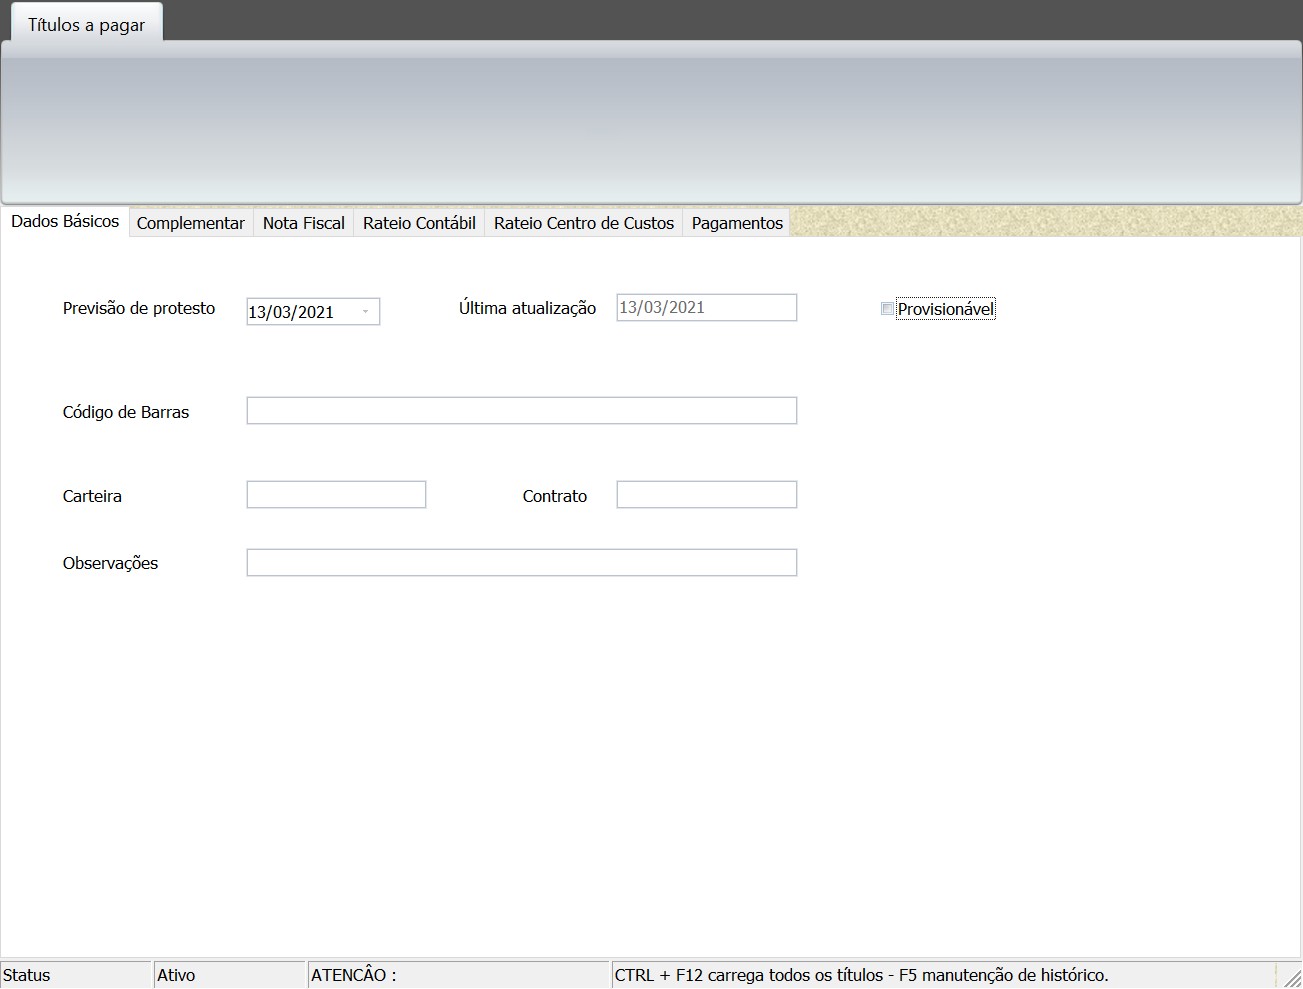 Títulos a pagar
Dados Básicos Complementar Nota Fiscal Rateio Contábil Rateio Centro de Custos Pagamentos
Previsão de protesto 13/03/2021 Última atualização 13/03/2021 Provisionável
Código de Barras
Carteira Contrato
Observações
Status Ativo ATENCÂO : CTRL + F12 carrega todos os títulos - F5 manutenção de histórico.